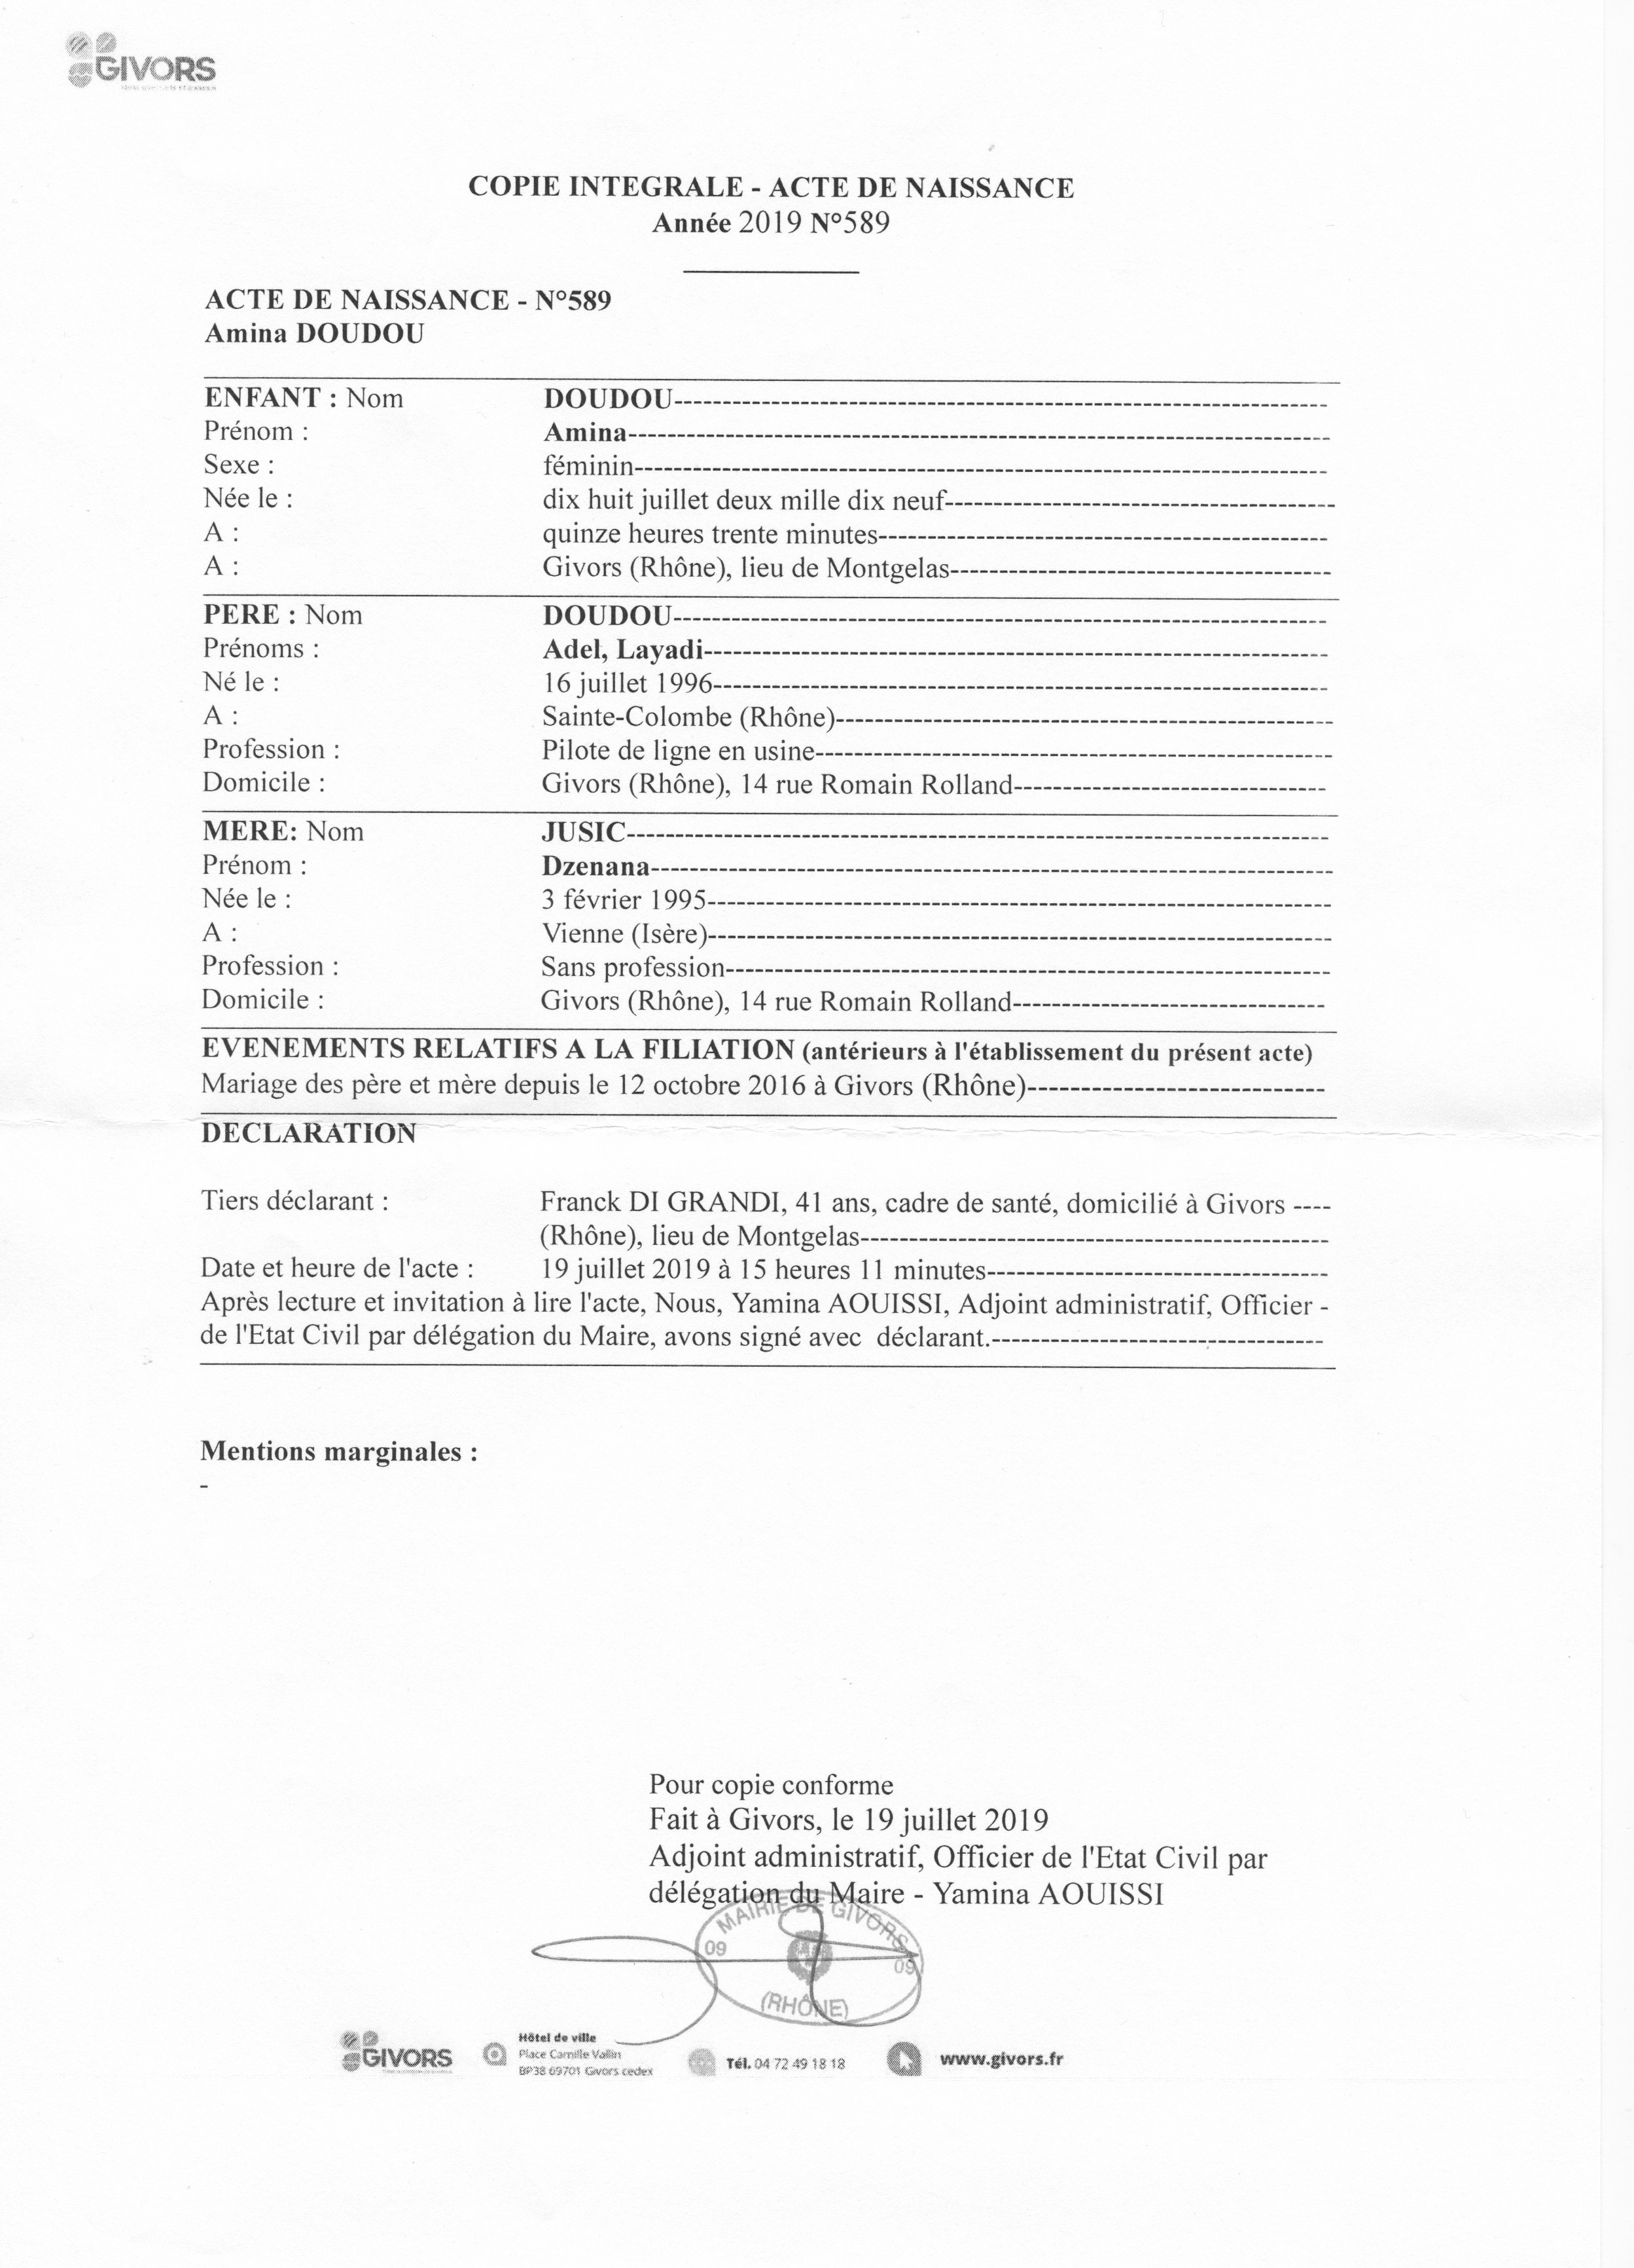 GIVORS
COPIE INTEGRALE - ACTE DE NAISSANCE
Année 2019 N°589
ACTE DE NAISSANCE - N°589
Amina DOUDOU
ENFANT : Nom DOUDOU--------------------
Prénom : Amina--------------------
Sexe : féminin--------------------
Née le : dix huit juillet deux mille dix neuf--------------------
A : quinze heures trente minutes--------------------
A : Givors (Rhône), lieu de Montgelas--------------------
PERE : Nom DOUDOU--------------------
Prénoms : Adel, Layadi--------------------
Né le : 16 juillet 1996--------------------
A : Sainte-Colombe (Rhône)--------------------
Profession : Pilote de ligne en usine--------------------
Domicile : Givors (Rhône), 14 rue Romain Rolland--------------------
MERE: Nom JUSIC--------------------
Prénom : Dzenana--------------------
Née le : 3 février 1995--------------------
A : Vienne (Isère)--------------------
Profession : Sans profession--------------------
Domicile : Givors (Rhône), 14 rue Romain Rolland--------------------
EVENEMENTS RELATIFS A LA FILIATION (antérieurs à l'établissement du présent acte)
Mariage des père et mère depuis le 12 octobre 2016 à Givors (Rhône)--------------------
DECLARATION
Tiers déclarant : Franck DI GRANDI, 41 ans, cadre de santé, domicilié à Givors ----
(Rhône), lieu de Montgelas--------------------
Date et heure de l'acte : 19 juillet 2019 à 15 heures 11 minutes--------------------
Après lecture et invitation à lire l'acte, Nous, Yamina AOUISSI, Adjoint administratif, Officier -
de l'Etat Civil par délégation du Maire, avons signé avec déclarant.--------------------
Mentions marginales :
-
Pour copie conforme
Fait à Givors, le 19 juillet 2019
Adjoint administratif, Officier de l'Etat Civil par
délégation du Maire - Yamina AOUISSI
MAIRIE DE GIVORS
09 09
(RHÔNE)
GIVORS
Hôtel de ville
Place Camille Vallin
BP38 69701 Givors cedex
Tél. 04 72 49 18 18
www.givors.fr